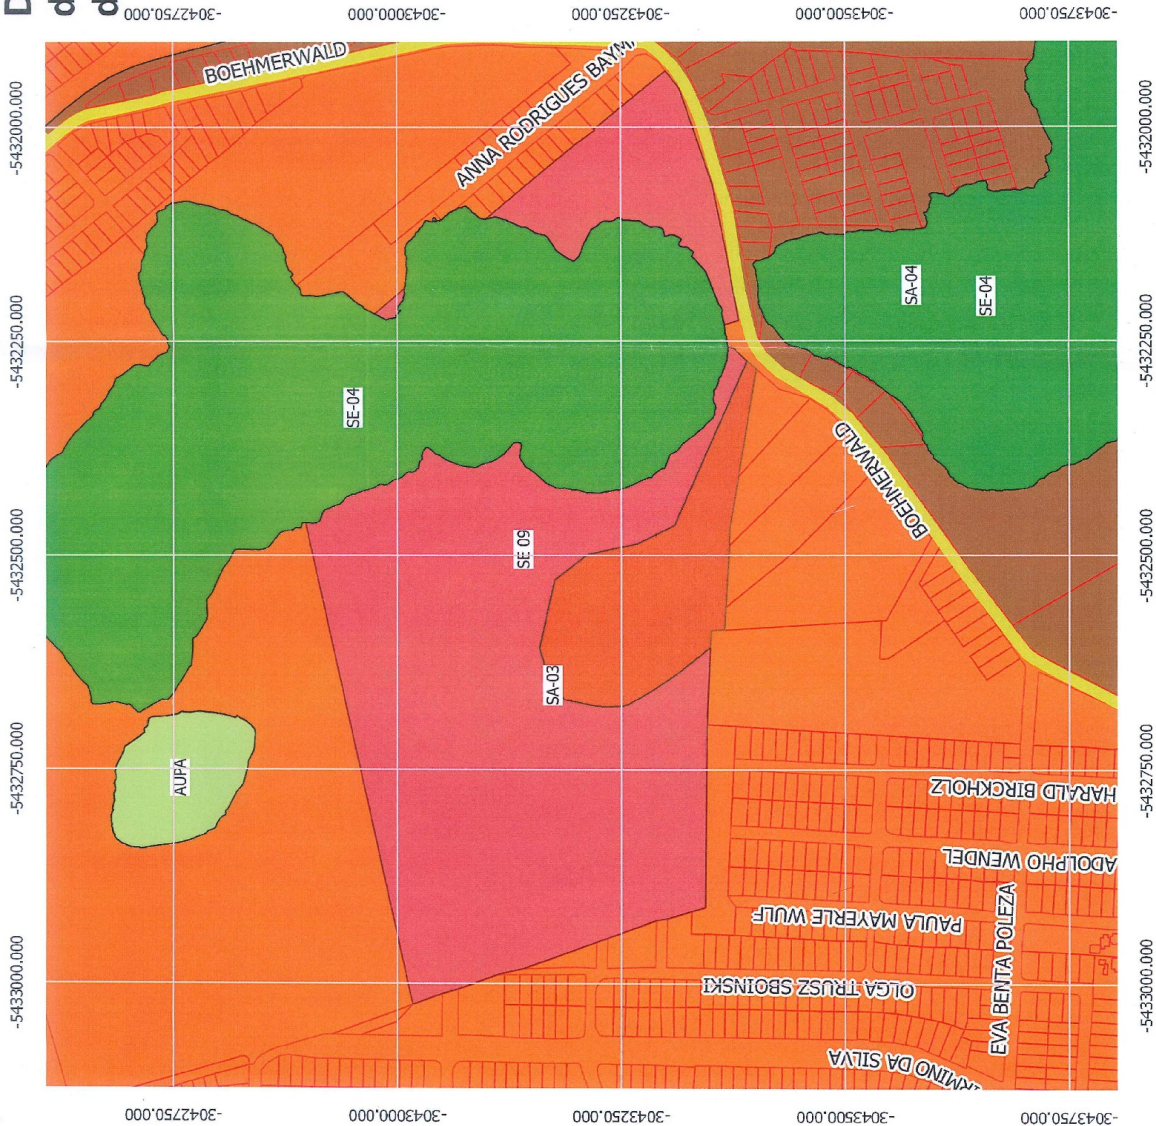 -3042750.000
-3043000.000
-3043250.000
-3043500.000
-3043750.000
-5432000.000
-5432250.000
-5432500.000
-5432750.000
-5433000.000
BOEHMERWALD
ANNA RODRIGUES BAYM
SE-04
SA-04
SE-04
BOEHMERWALD
SE 09
SA-03
AUPA
HARALD BIRCKHOLZ
ADOLPHO WENDEL
PAULA MAYERLE WULF
EVA BENTA POLEZA
OLGA TRUSZ SBOINSKI
RMINO DA SILVA
-5432000.000
-5432250.000
-5432500.000
-5432750.000
-5433000.000
-3042750.000
-3043000.000
-3043250.000
-3043500.000
-3043750.000